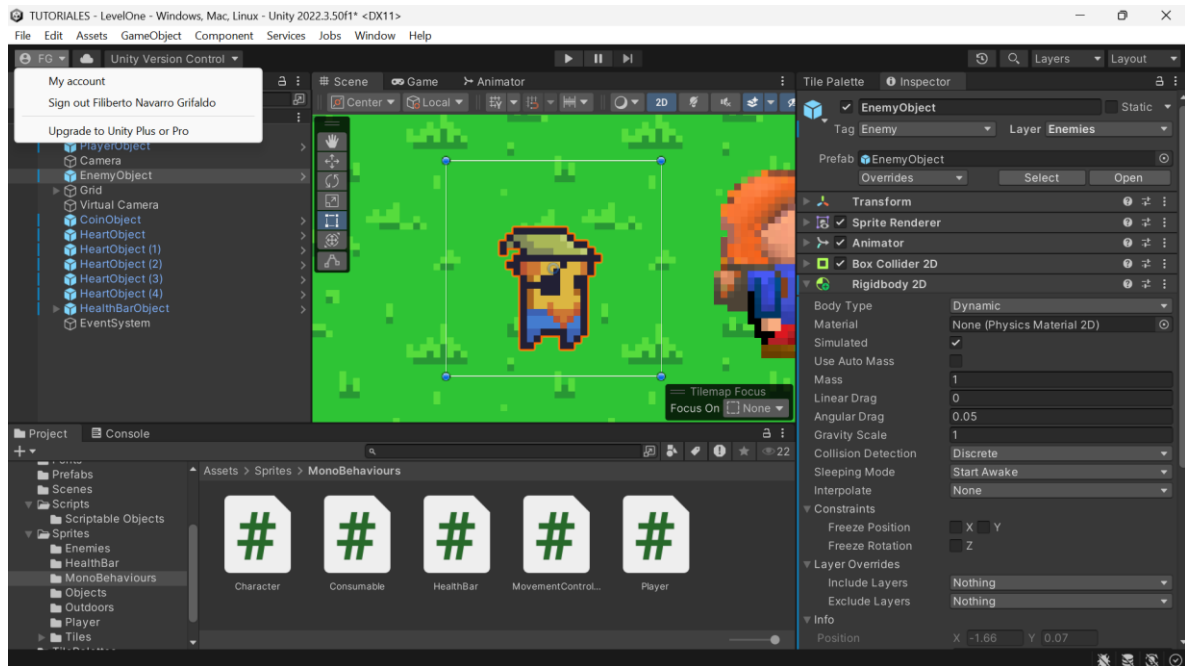 TUTORIALES - LevelOne - Windows, Mac, Linux - Unity 2022.3.50f1* <DX11>
File Edit Assets GameObject Component Services Jobs Window Help
FG Unity Version Control Layers Layout
My account
Sign out Filiberto Navarro Grifaldo
Upgrade to Unity Plus or Pro
PlayerObject
Camera
EnemyObject
Grid
Virtual Camera
CoinObject
HeartObject
HeartObject (1)
HeartObject (2)
HeartObject (3)
HeartObject (4)
HealthBarObject
EventSystem
Scene Game Animator
Center Local 2D
Tilemap Focus
Focus On None
Tile Palette Inspector
EnemyObject Static
Tag Enemy Layer Enemies
Prefab EnemyObject
Overrides Select Open
Transform
Sprite Renderer
Animator
Box Collider 2D
Rigidbody 2D
Body Type Dynamic
Material None (Physics Material 2D)
Simulated
Use Auto Mass
Mass 1
Linear Drag 0
Angular Drag 0.05
Gravity Scale 1
Collision Detection Discrete
Sleeping Mode Start Awake
Interpolate None
Constraints
Freeze Position X Y
Freeze Rotation Z
Layer Overrides
Include Layers Nothing
Exclude Layers Nothing
Info
Position X -1.66 Y 0.07
Project Console
22
Prefabs
Scenes
Scripts
Scriptable Objects
Sprites
Enemies
HealthBar
MonoBehaviours
Objects
Outdoors
Player
Tiles
Assets > Sprites > MonoBehaviours
# # # # #
Character Consumable HealthBar MovementControl... Player